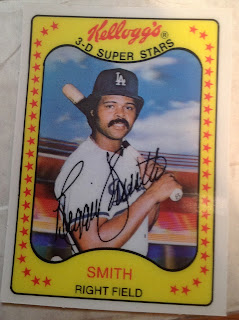 Kellogg's®
3-D SUPER STARS
LA
Reggie Smith
SMITH
RIGHT FIELD